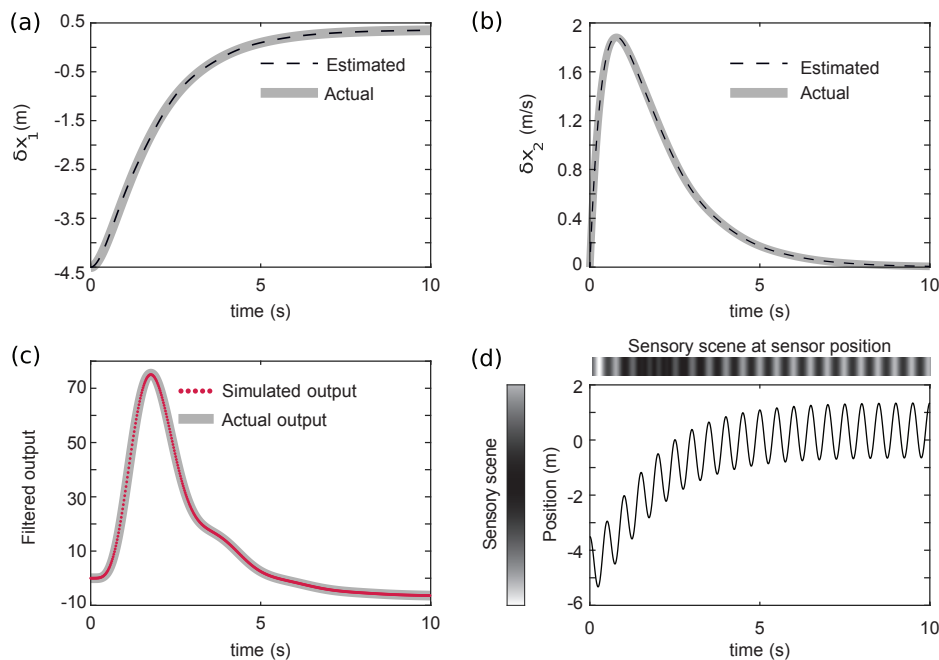 (a)
0.5
-0.5
-1.5
-2.5
-3.5
-4.5
δx1 (m)
Estimated
Actual
0 5 10
time (s)
(b)
2
1.6
1.2
0.8
0.4
0
δx2 (m/s)
Estimated
Actual
0 5 10
time (s)
(c)
70
50
30
10
-10
Filtered output
Simulated output
Actual output
0 5 10
time (s)
(d)
Sensory scene at sensor position
Sensory scene
2
0
-2
-4
-6
Position (m)
0 5 10
time (s)